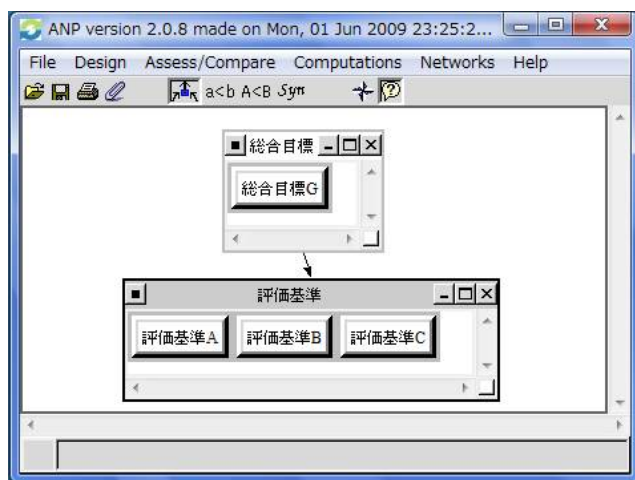 ANP version 2.0.8 made on Mon, 01 Jun 2009 23:25:2...
File Design Assess/Compare Computations Networks Help
a<b A<B Syn
総合目標
総合目標G
評価基準
評価基準A 評価基準B 評価基準C